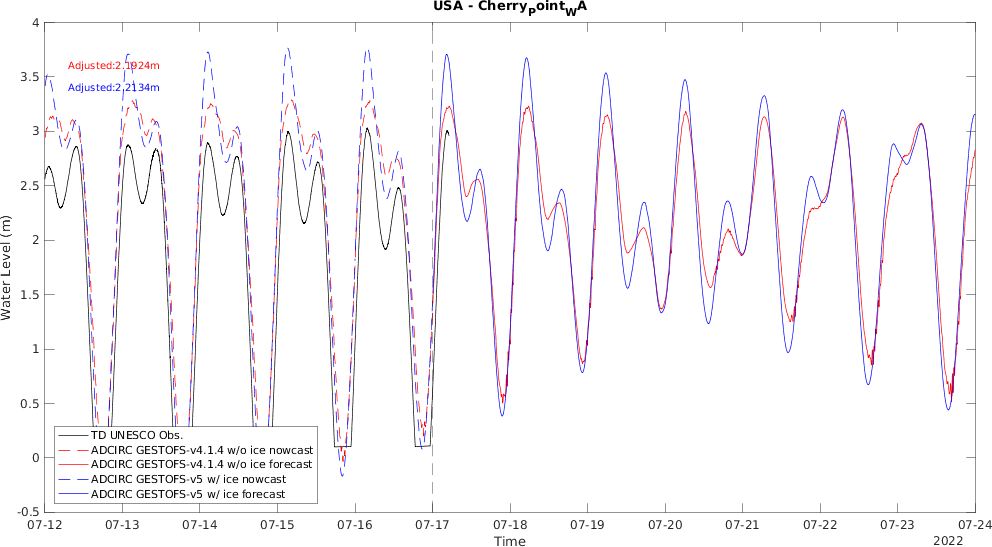 USA - CherryPointWA
4
3.5
3
2.5
2
1.5
1
0.5
0
-0.5
Water Level (m)
Adjusted:2.1924m
Adjusted:2.2134m
TD UNESCO Obs.
ADCIRC GESTOFS-v4.1.4 w/o ice nowcast
ADCIRC GESTOFS-v4.1.4 w/o ice forecast
ADCIRC GESTOFS-v5 w/ ice nowcast
ADCIRC GESTOFS-v5 w/ ice forecast
07-12 07-13 07-14 07-15 07-16 07-17 07-18 07-19 07-20 07-21 07-22 07-23 07-24
Time
2022